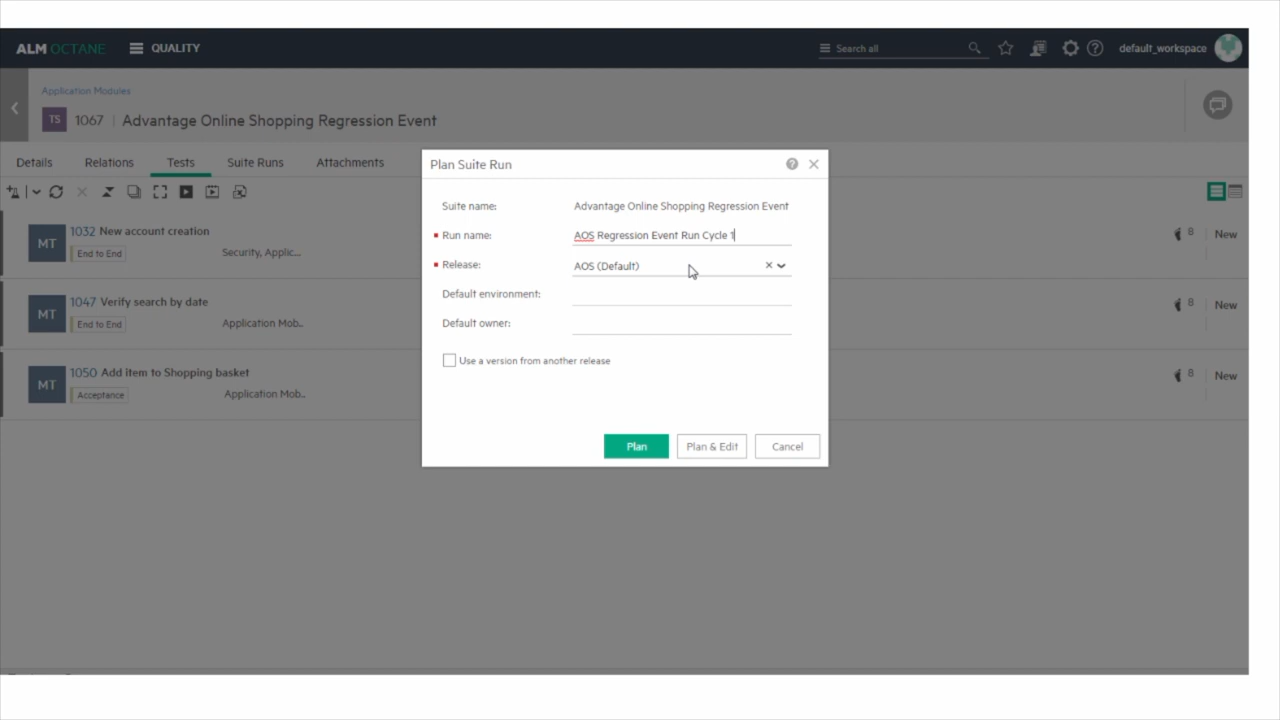 ALM OCTANE QUALITY Search all default_workspace
Application Modules
TS 1067 | Advantage Online Shopping Regression Event
Details Relations Tests Suite Runs Attachments
MT 1032 New account creation
End to End Security, Applic... 8 New
MT 1047 Verify search by date
End to End Application Mob.. 8 New
MT 1050 Add item to Shopping basket
Acceptance Application Mob.. 8 New
Plan Suite Run
Suite name: Advantage Online Shopping Regression Event
Run name: AOS Regression Event Run Cycle 1
Release: AOS (Default)
Default environment:
Default owner:
Use a version from another release
Plan Plan & Edit Cancel